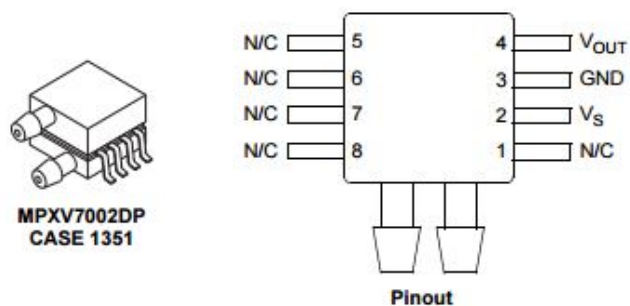 N/C 5 4 VOUT
N/C 6 3 GND
N/C 7 2 VS
N/C 8 1 N/C
MPXV7002DP
CASE 1351
Pinout